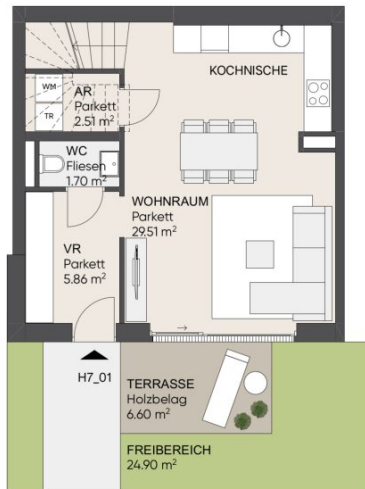 KOCHNISCHE
WM
TR
AR
Parkett
2.51 m²
WC
Fliesen
1.70 m²
WOHNRAUM
Parkett
29.51 m²
VR
Parkett
5.86 m²
H7_01
TERRASSE
Holzbelag
6.60 m²
FREIBEREICH
24.90 m²